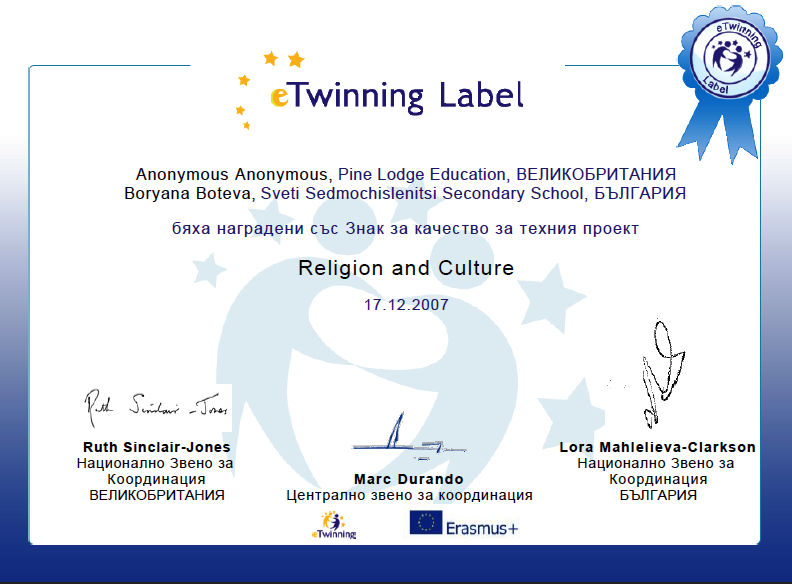 eTwinning
Label
eTwinning Label
Anonymous Anonymous, Pine Lodge Education, ВЕЛИКОБРИТАНИЯ
Boryana Boteva, Sveti Sedmochislenitsi Secondary School, БЪЛГАРИЯ
бяха наградени със Знак за качество за техния проект
Religion and Culture
17.12.2007
Ruth Sinclair-Jones
Ruth Sinclair-Jones
Национално Звено за
Координация
ВЕЛИКОБРИТАНИЯ
Marc Durando
Централно звено за координация
Lora Mahlelieva-Clarkson
Национално Звено за
Координация
БЪЛГАРИЯ
eTwinning
Erasmus+